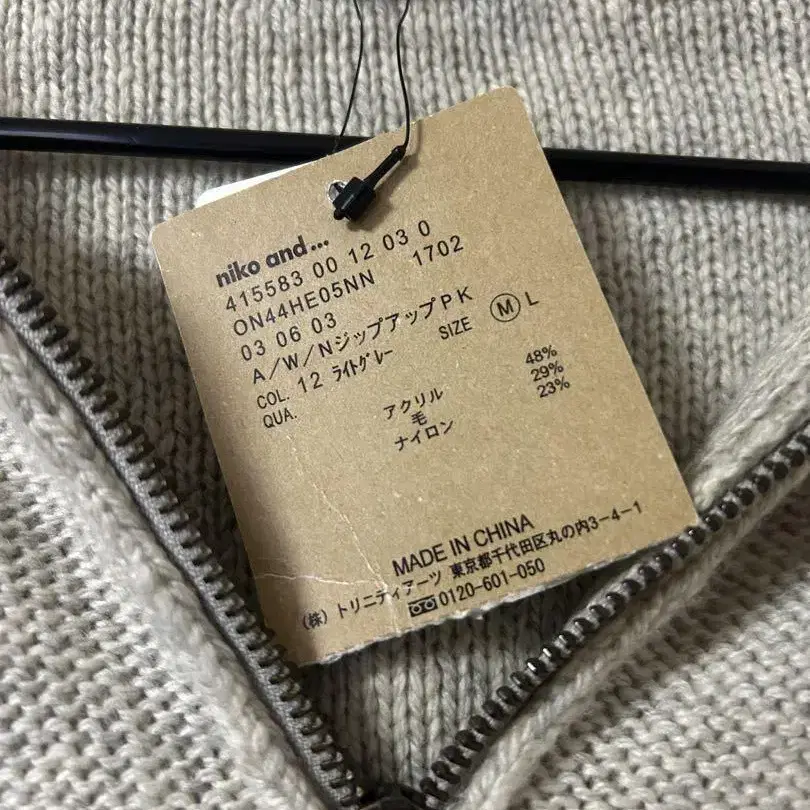 niko and...
415583 00 12 03 0
ON44HE05NN 1702
03 06 03
A/W/NジップアップPK
COL. 12 ライトグレー SIZE Ⓜ L
QUA.
アクリル 48%
毛 29%
ナイロン 23%
MADE IN CHINA
(株) トリニティアーツ 東京都千代田区丸の内3-4-1
0120-601-050